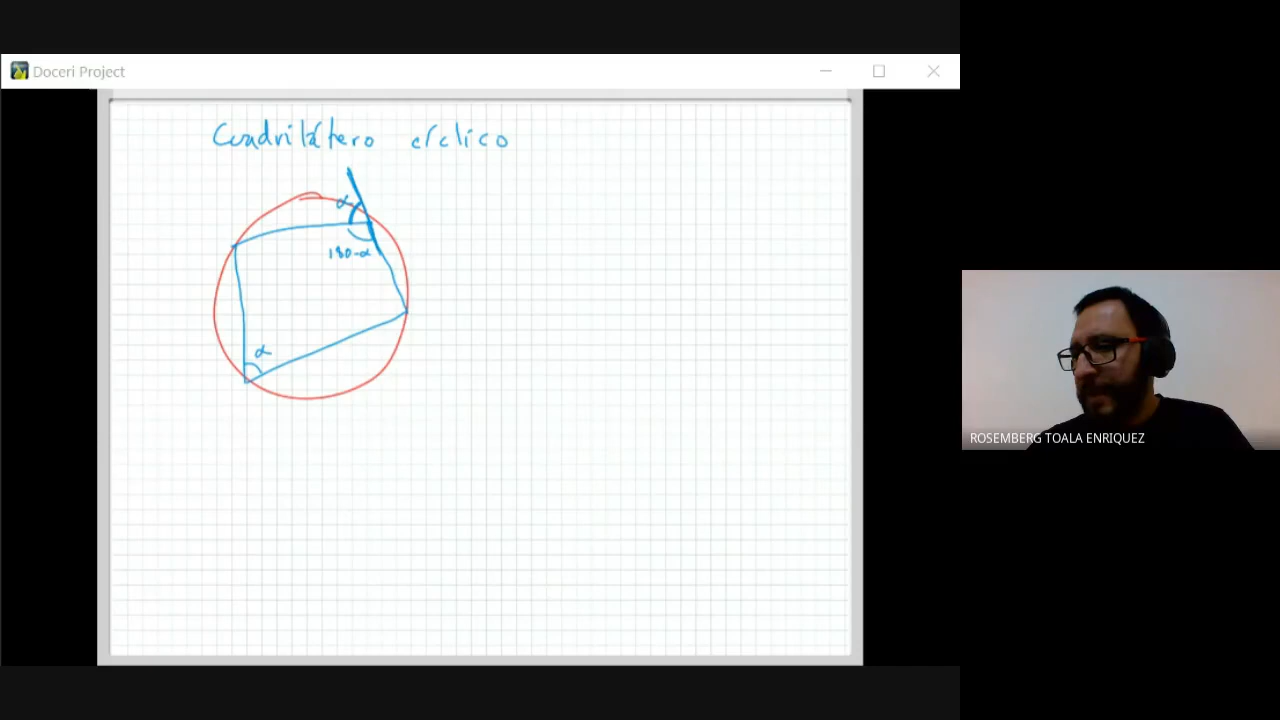 Doceri Project
Cuadrilátero cíclico
α
180-α
α
ROSEMBERG TOALA ENRIQUEZ